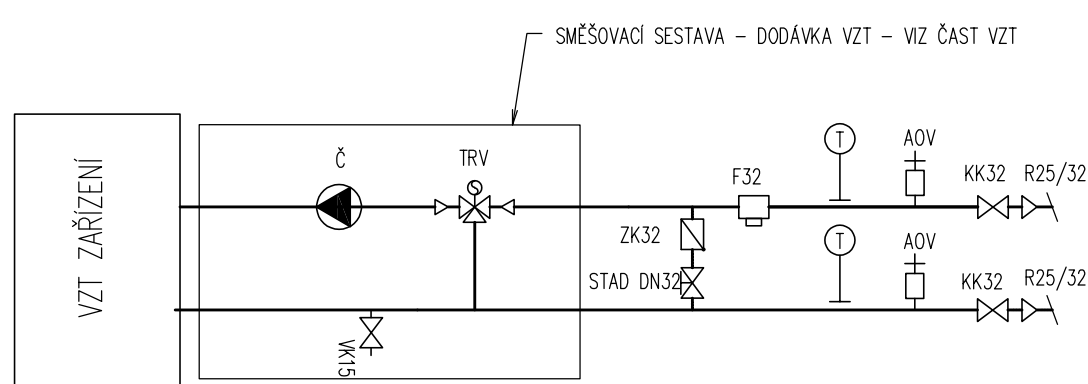 SMĚŠOVACÍ SESTAVA – DODÁVKA VZT – VIZ ČAST VZT
VZT ZAŘÍZENÍ
Č
TRV
F32
T
AOV
KK32
R25/32
ZK32
T
AOV
STAD DN32
KK32
R25/32
VK15